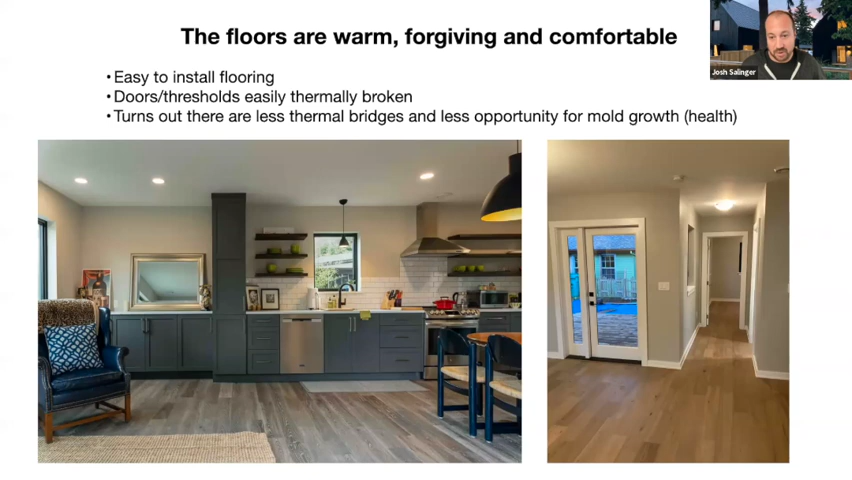 The floors are warm, forgiving and comfortable
•Easy to install flooring
•Doors/thresholds easily thermally broken
•Turns out there are less thermal bridges and less opportunity for mold growth (health)
Josh Salinger